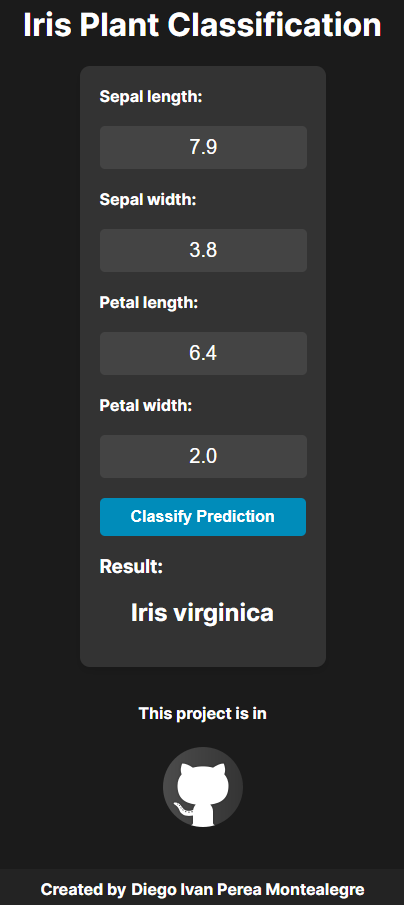 Iris Plant Classification
Sepal length:
7.9
Sepal width:
3.8
Petal length:
6.4
Petal width:
2.0
Classify Prediction
Result:
Iris virginica
This project is in
Created by Diego Ivan Perea Montealegre